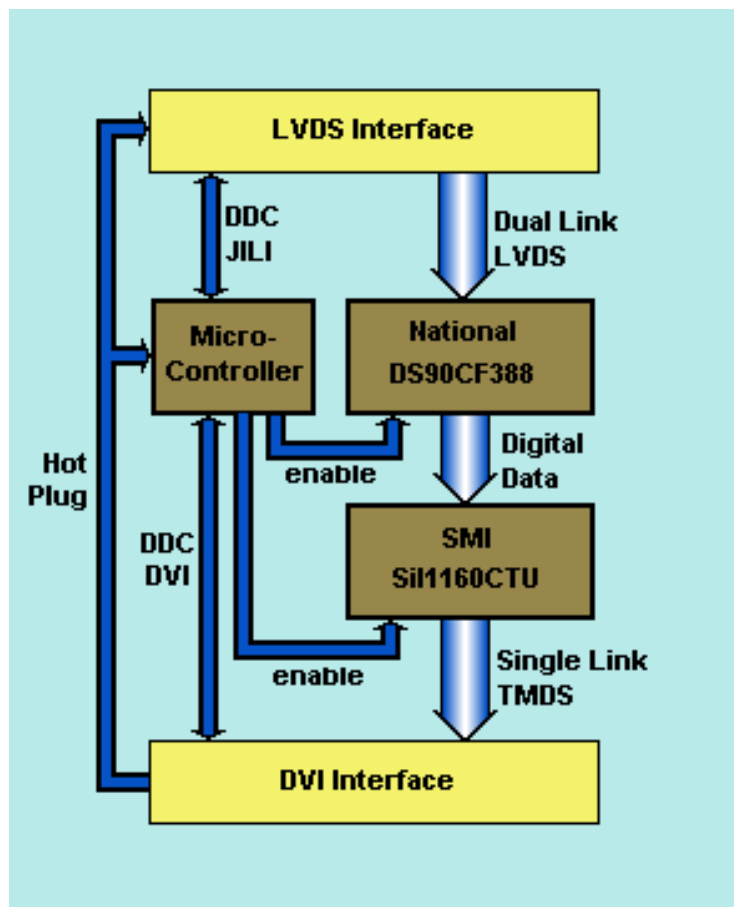 LVDS Interface
DDC
JILI
Dual Link
LVDS
Micro-
Controller
National
DS90CF388
enable
Digital
Data
Hot
Plug
DDC
DVI
SMI
SiI1160CTU
enable
Single Link
TMDS
DVI Interface